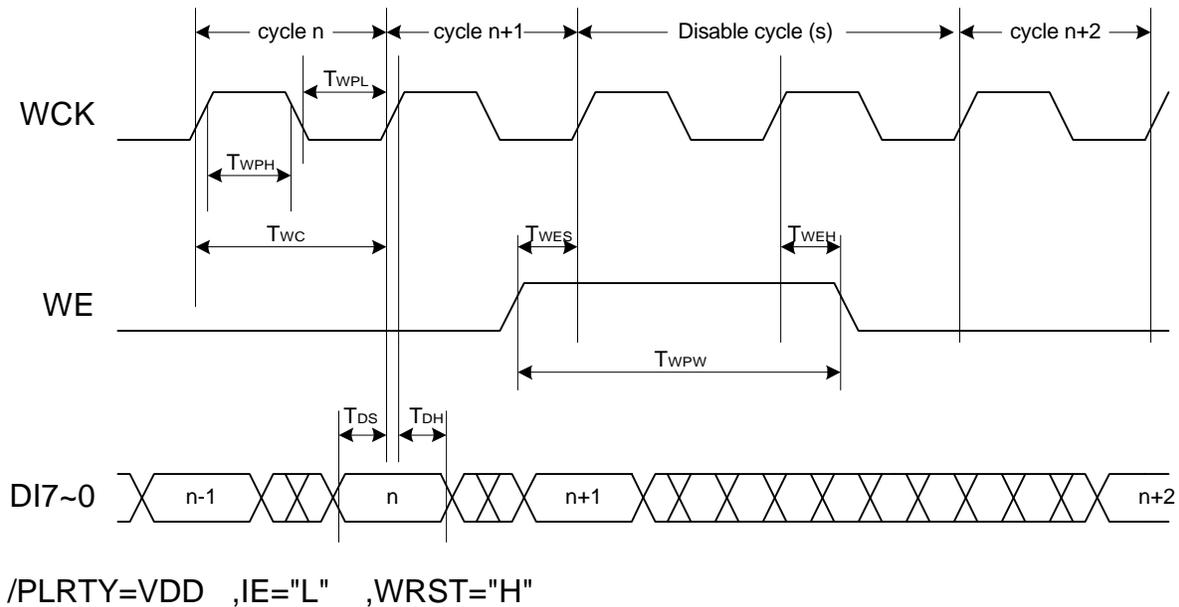 cycle n cycle n+1 Disable cycle (s) cycle n+2
TWPL
WCK
TWPH
TWC TWES TWEH
WE
TWPW
TDS TDH
DI7~0 n-1 n n+1 n+2
/PLRTY=VDD ,IE="L" ,WRST="H"